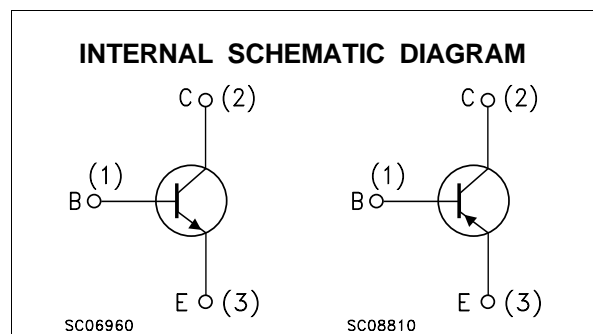 INTERNAL SCHEMATIC DIAGRAM
C (2)
C (2)
(1)
B
(1)
B
E (3)
E (3)
SC06960
SC08810